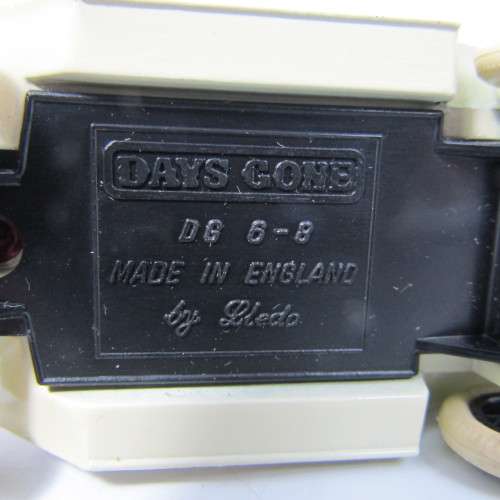 DAYS GONE
DG 6-8
MADE IN ENGLAND
by Lledo